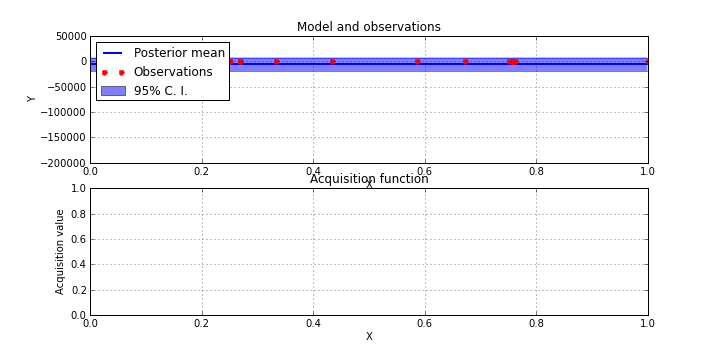 Model and observations
50000
0
−50000
−100000
−150000
−200000
Y
Posterior mean
Observations
95% C. I.
0.0 0.2 0.4 0.6 0.8 1.0
X
Acquisition function
1.0
0.8
0.6
0.4
0.2
0.0
Acquisition value
0.0 0.2 0.4 0.6 0.8 1.0
X